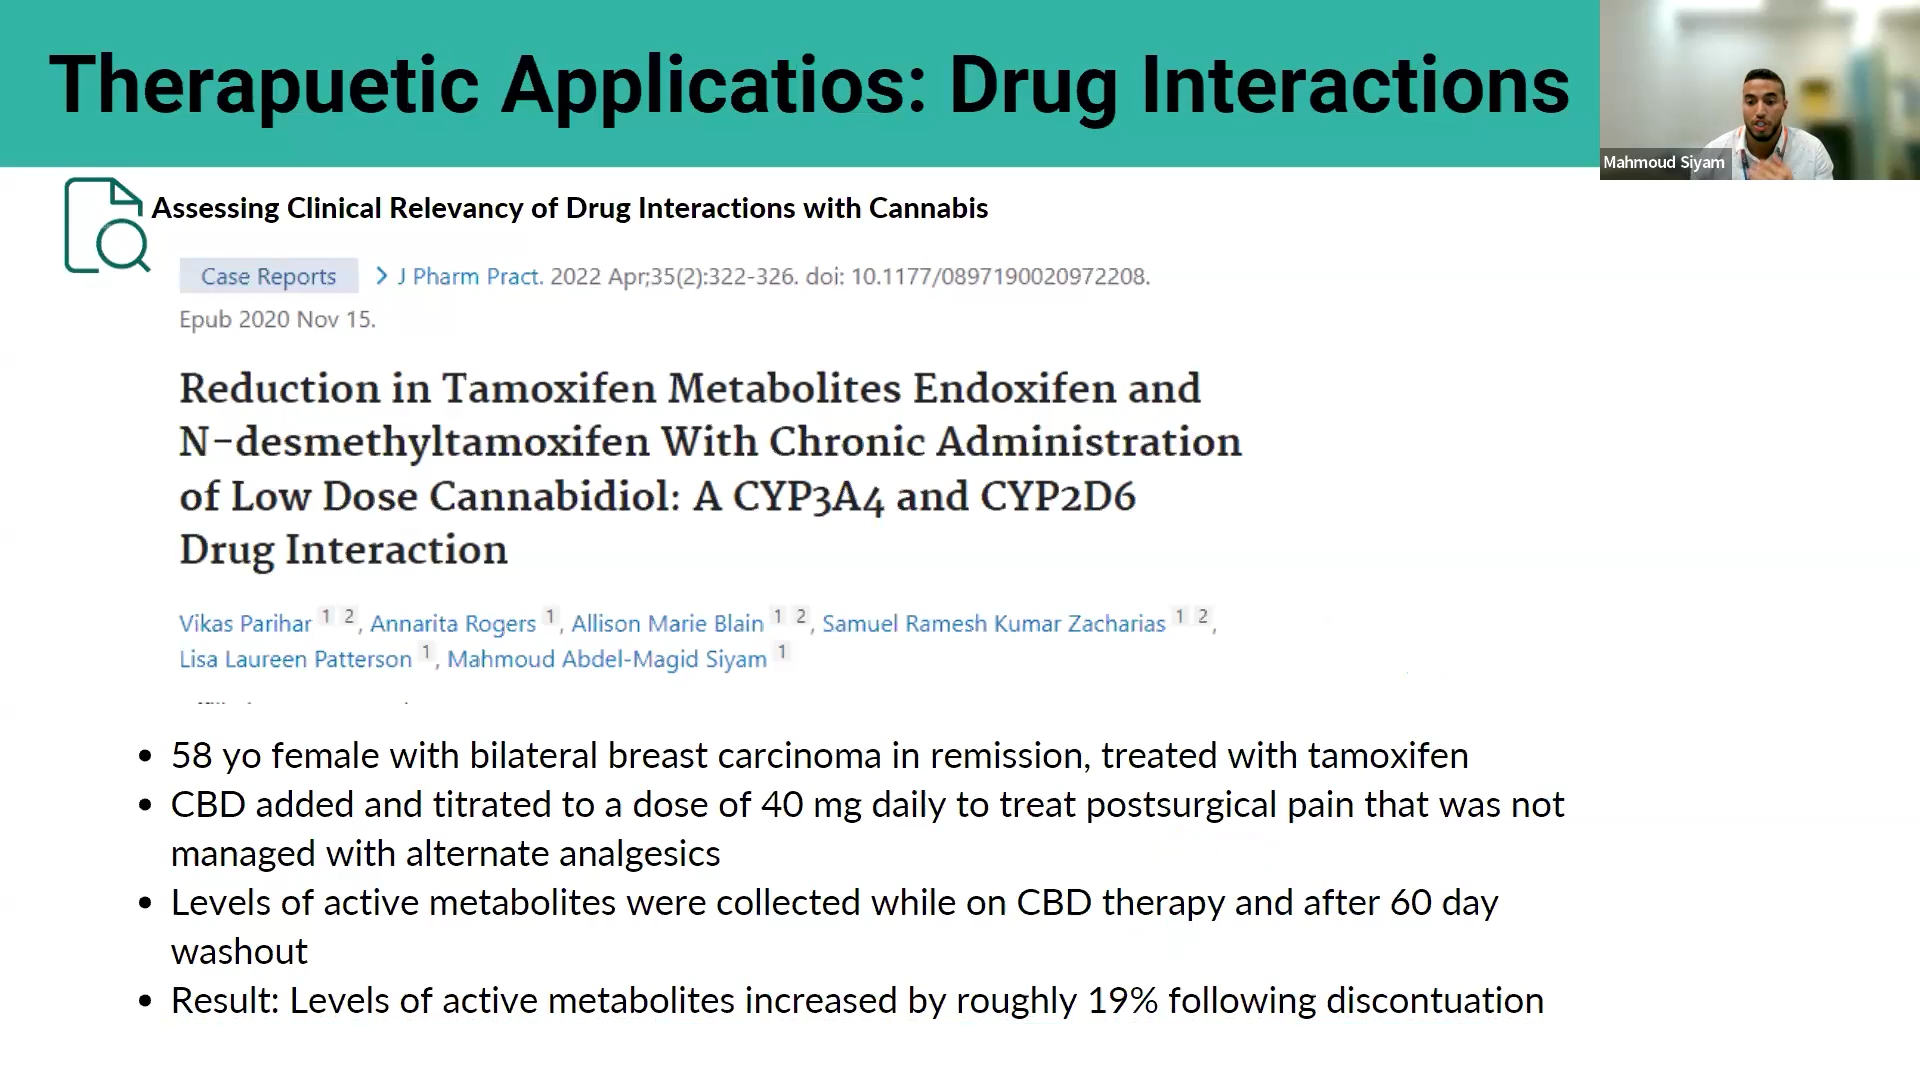 Therapuetic Applicatios: Drug Interactions
Mahmoud Siyam
Assessing Clinical Relevancy of Drug Interactions with Cannabis
Case Reports > J Pharm Pract. 2022 Apr;35(2):322-326. doi: 10.1177/0897190020972208.
Epub 2020 Nov 15.
Reduction in Tamoxifen Metabolites Endoxifen and
N-desmethyltamoxifen With Chronic Administration
of Low Dose Cannabidiol: A CYP3A4 and CYP2D6
Drug Interaction
Vikas Parihar 1 2, Annarita Rogers 1, Allison Marie Blain 1 2, Samuel Ramesh Kumar Zacharias 1 2,
Lisa Laureen Patterson 1, Mahmoud Abdel-Magid Siyam 1
• 58 yo female with bilateral breast carcinoma in remission, treated with tamoxifen
• CBD added and titrated to a dose of 40 mg daily to treat postsurgical pain that was not
managed with alternate analgesics
• Levels of active metabolites were collected while on CBD therapy and after 60 day
washout
• Result: Levels of active metabolites increased by roughly 19% following discontuation